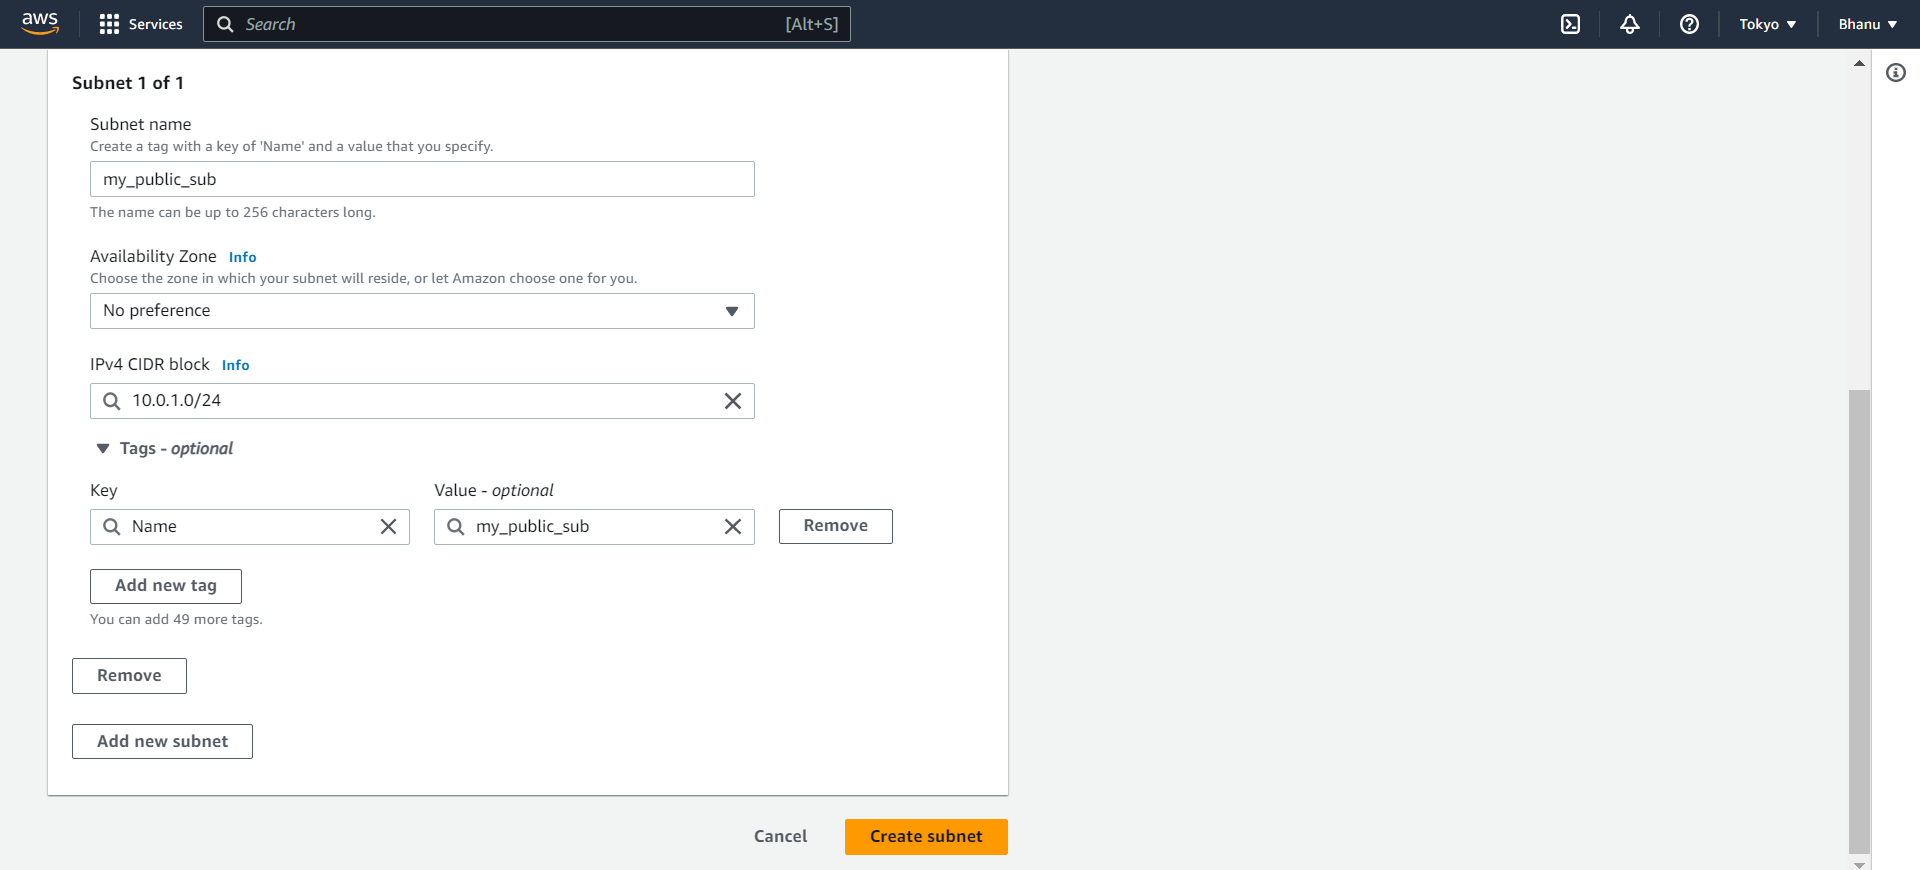 aws Services Search [Alt+S] Tokyo Bhanu
Subnet 1 of 1
Subnet name
Create a tag with a key of 'Name' and a value that you specify.
my_public_sub
The name can be up to 256 characters long.
Availability Zone Info
Choose the zone in which your subnet will reside, or let Amazon choose one for you.
No preference
IPv4 CIDR block Info
10.0.1.0/24
Tags - optional
Key Value - optional
Name my_public_sub Remove
Add new tag
You can add 49 more tags.
Remove
Add new subnet
Cancel Create subnet